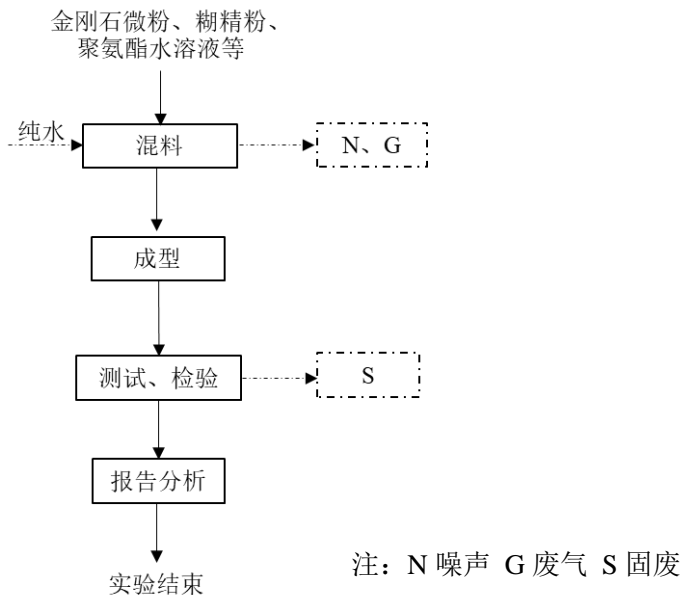 金刚石微粉、糊精粉、
聚氨酯水溶液等
纯水
混料
N、G
成型
测试、检验
S
报告分析
实验结束
注：N 噪声 G 废气 S 固废